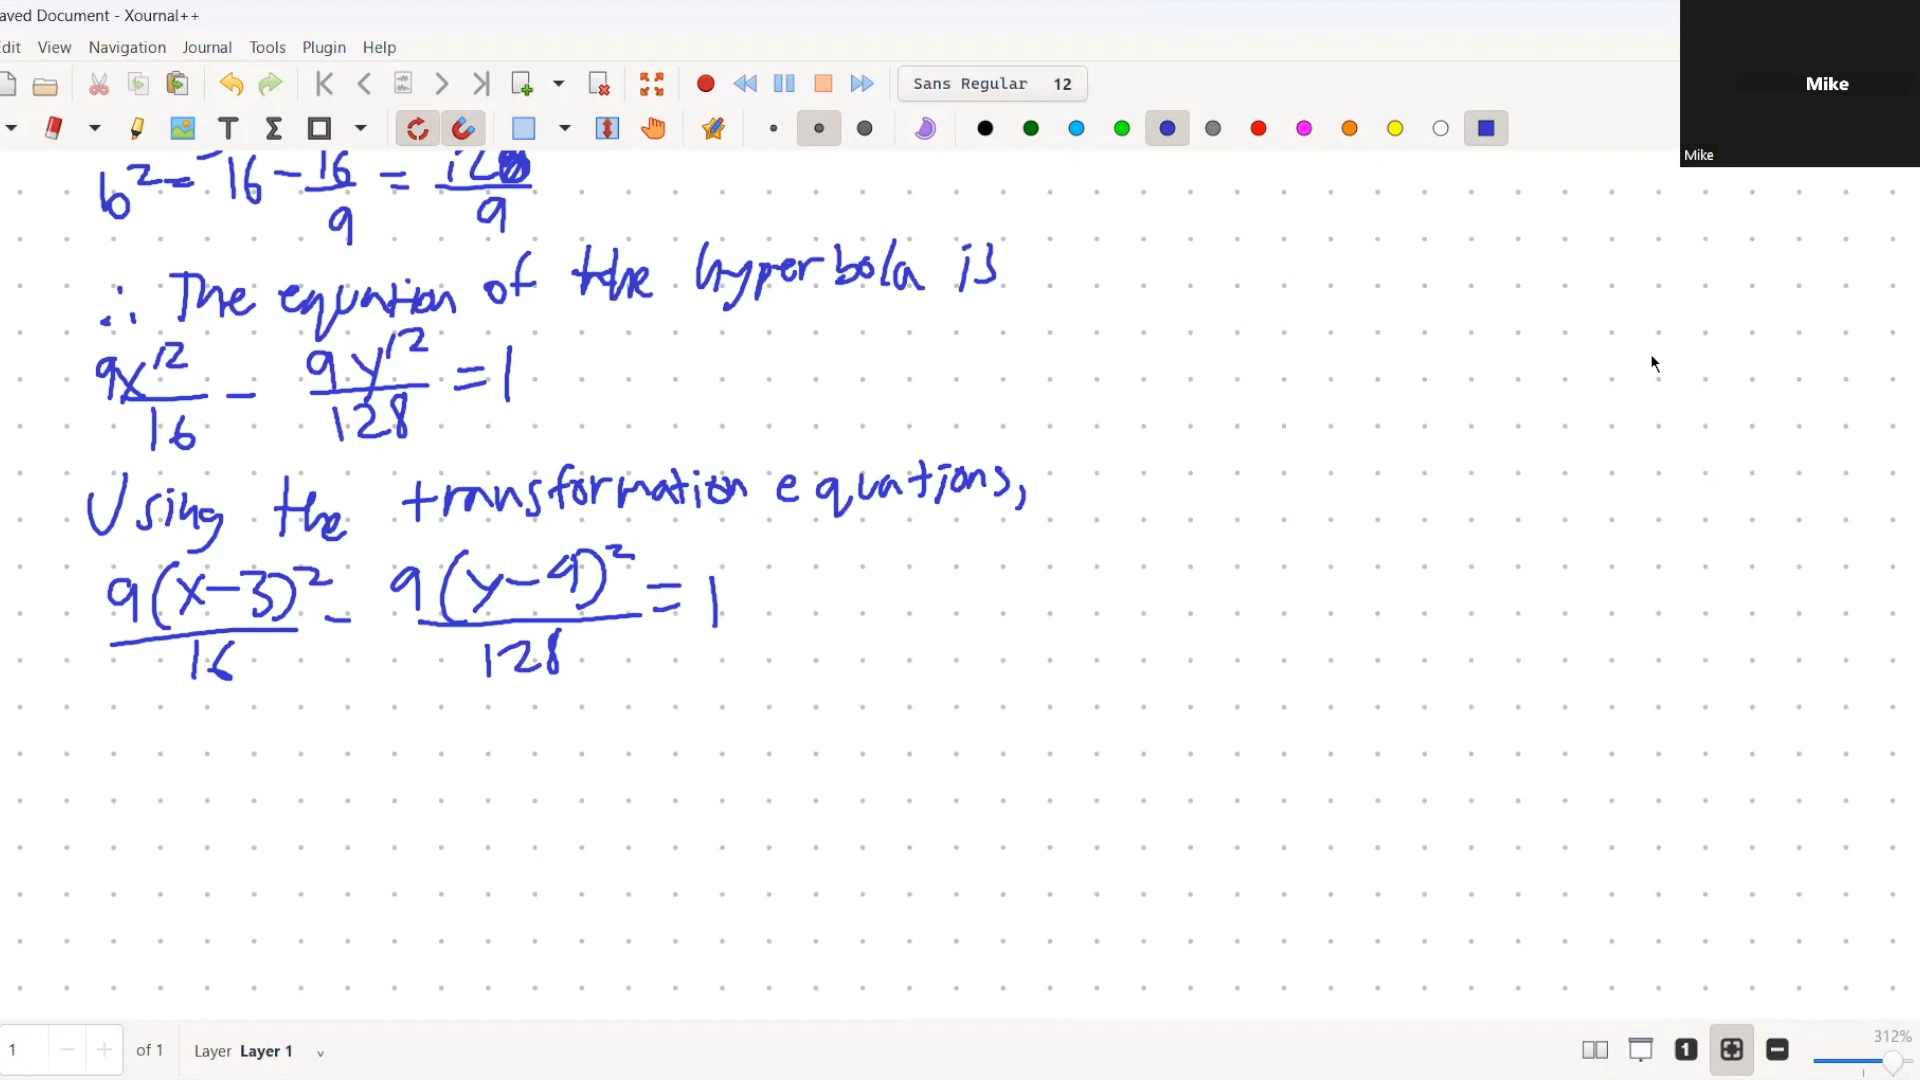 aved Document - Xournal++
Edit View Navigation Journal Tools Plugin Help
Sans Regular 12
Mike
Mike
b² = 16 - 16/9 = 128/9
∴ The equation of the hyperbola is
9x'²/16 - 9y'²/128 = 1
Using the transformation equations,
9(x-3)²/16 - 9(y-4)²/128 = 1
1 of 1 Layer Layer 1
312%